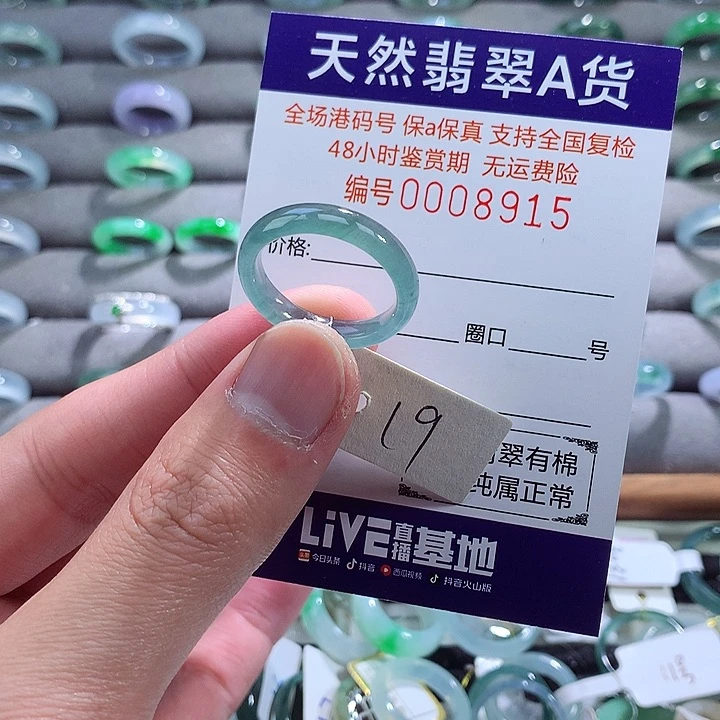 天然翡翠A货
全场港码号 保a保真 支持全国复检
48小时鉴赏期 无运费险
编号0008915
价格:
圈口 号
19
翡翠有棉
纯属正常
LiVE直播基地
今日头条 抖音 西瓜视频 抖音火山版